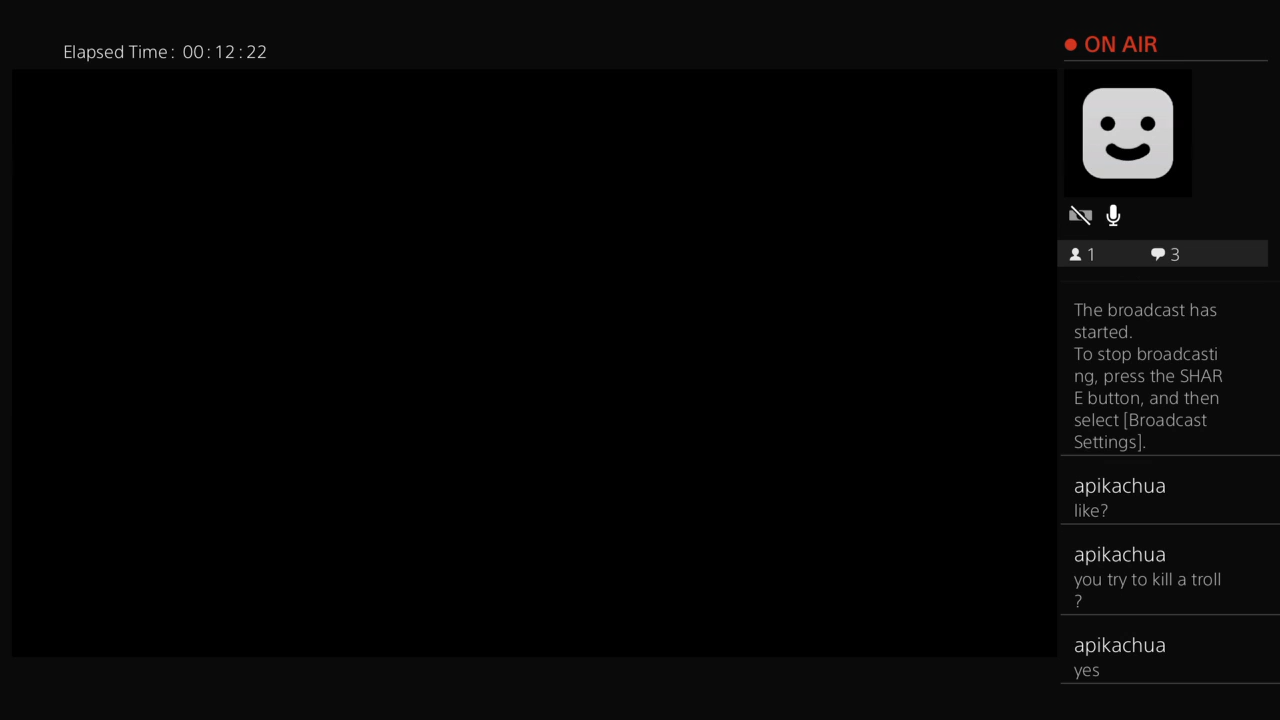 Elapsed Time: 00:12:22
ON AIR
1
3
The broadcast has
started.
To stop broadcasti
ng, press the SHAR
E button, and then
select [Broadcast
Settings].
apikachua
like?
apikachua
you try to kill a troll
?
apikachua
yes